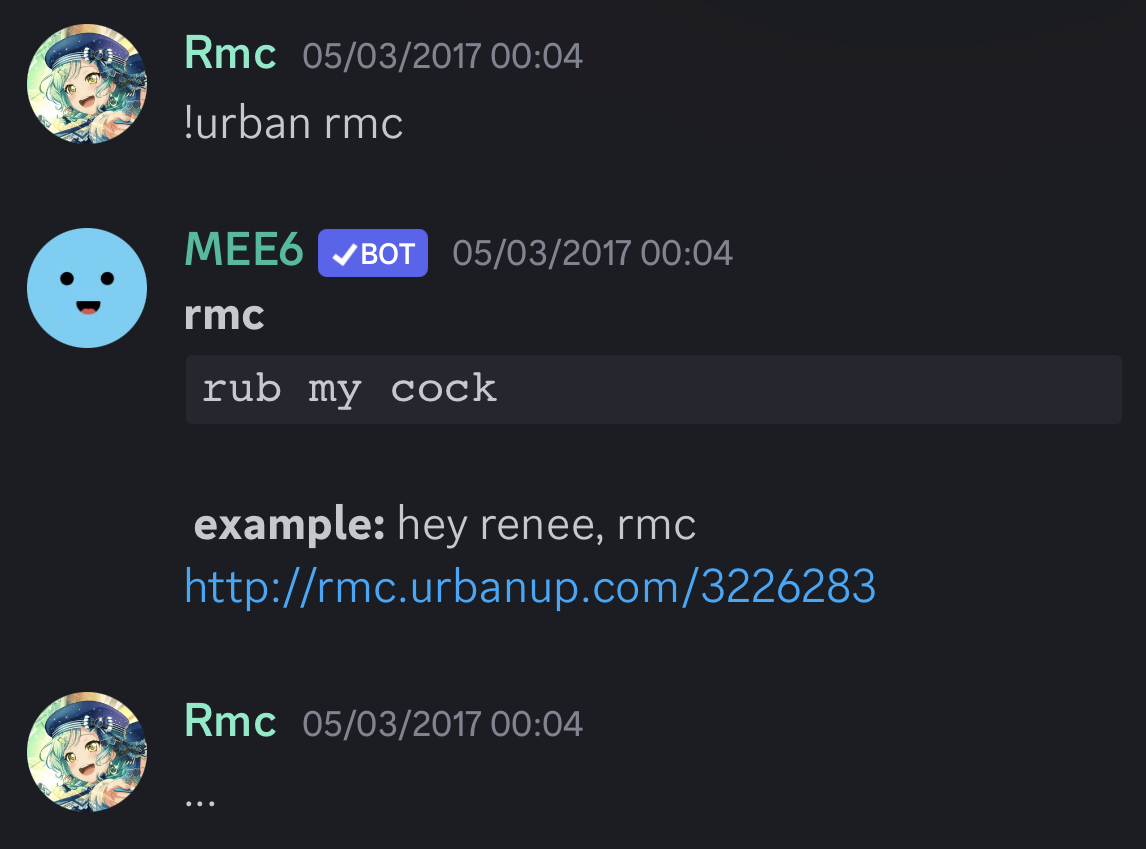 Rmc 05/03/2017 00:04
!urban rmc
MEE6 ✓BOT 05/03/2017 00:04
rmc
rub my cock
example: hey renee, rmc
http://rmc.urbanup.com/3226283
Rmc 05/03/2017 00:04
...